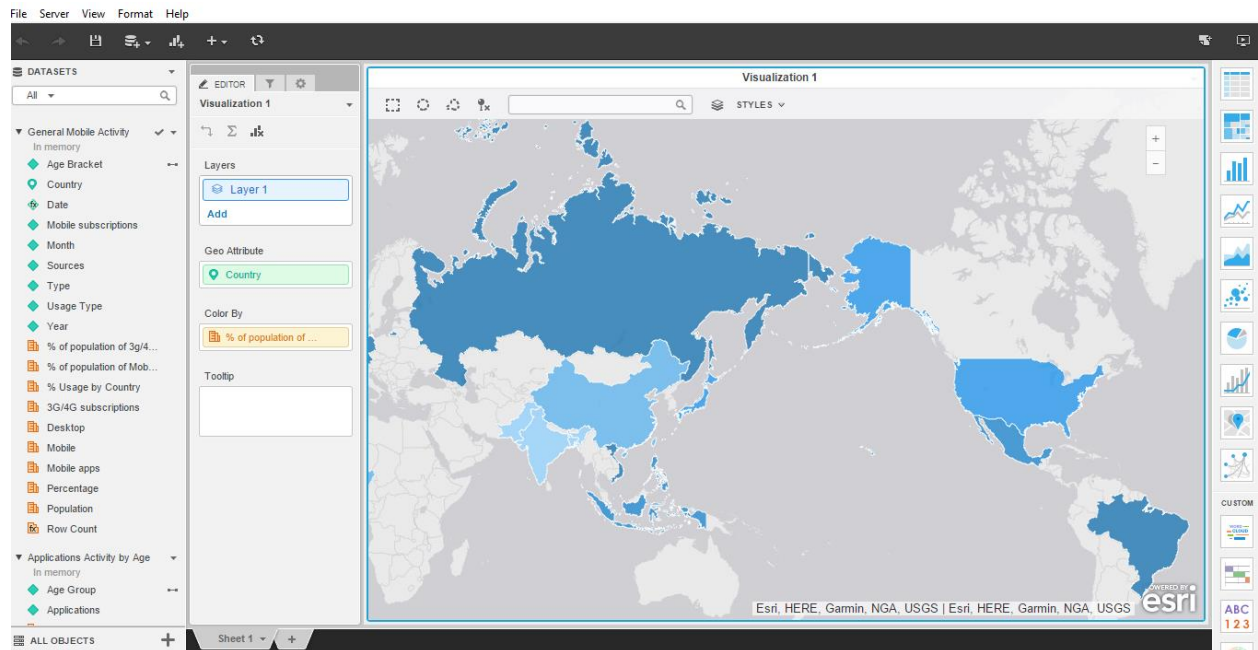 File Server View Format Help
DATASETS
All
General Mobile Activity
In memory
Age Bracket
Country
Date
Mobile subscriptions
Month
Sources
Type
Usage Type
Year
% of population of 3g/4...
% of population of Mob...
% Usage by Country
3G/4G subscriptions
Desktop
Mobile
Mobile apps
Percentage
Population
fx Row Count
Applications Activity by Age
In memory
Age Group
Applications
ALL OBJECTS
EDITOR
Visualization 1
Layers
Layer 1
Add
Geo Attribute
Country
Color By
% of population of ...
Tooltip
Visualization 1
STYLES
Esri, HERE, Garmin, NGA, USGS | Esri, HERE, Garmin, NGA, USGS
POWERED BY
esri
Sheet 1
CUSTOM
WORD
CLOUD
ABC
123